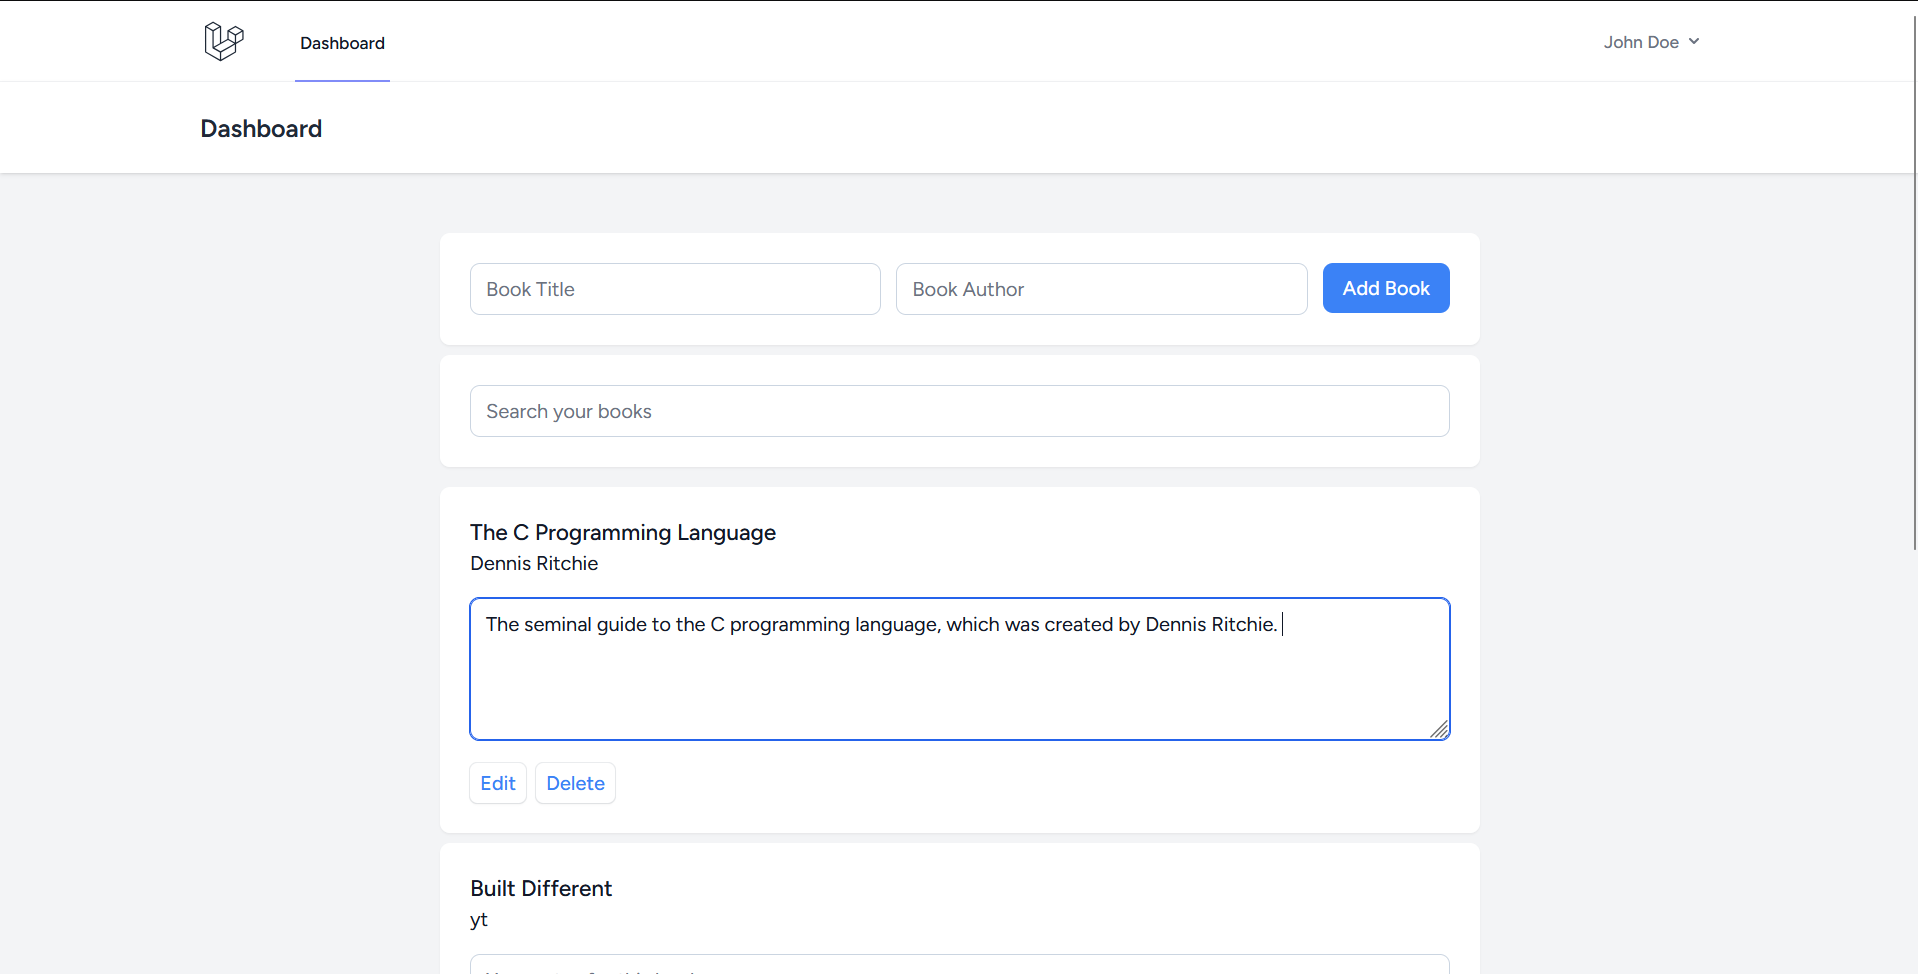 Dashboard
John Doe
Dashboard
Book Title
Book Author
Add Book
Search your books
The C Programming Language
Dennis Ritchie
The seminal guide to the C programming language, which was created by Dennis Ritchie.
Edit
Delete
Built Different
yt